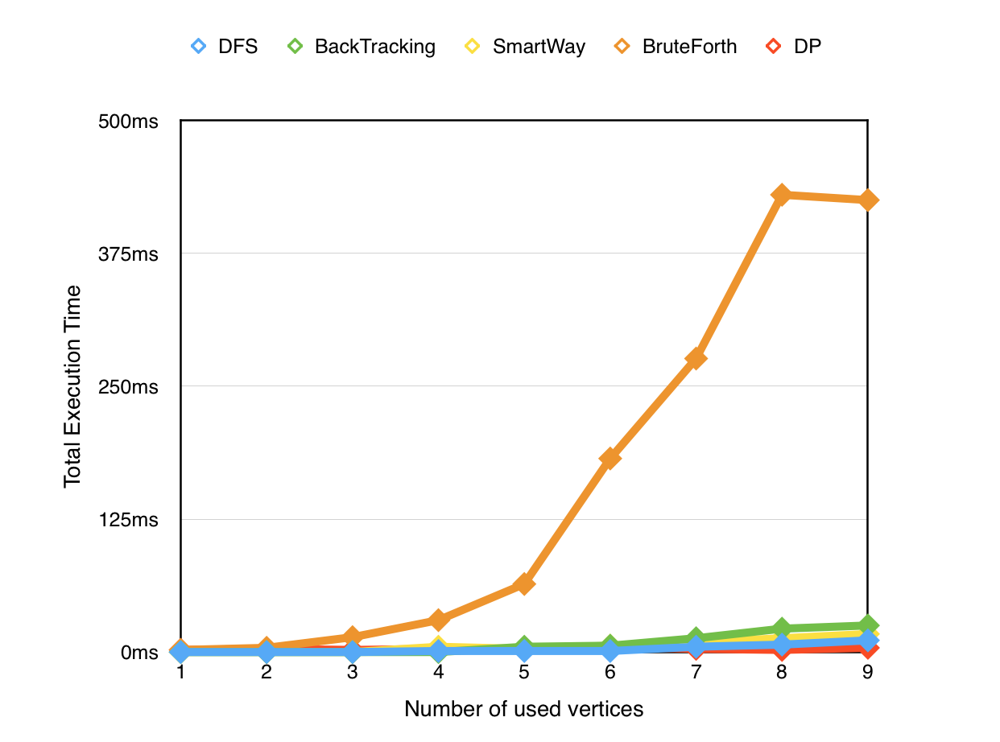 DFS BackTracking SmartWay BruteForth DP
500ms
375ms
250ms
125ms
0ms
Total Execution Time
1 2 3 4 5 6 7 8 9
Number of used vertices